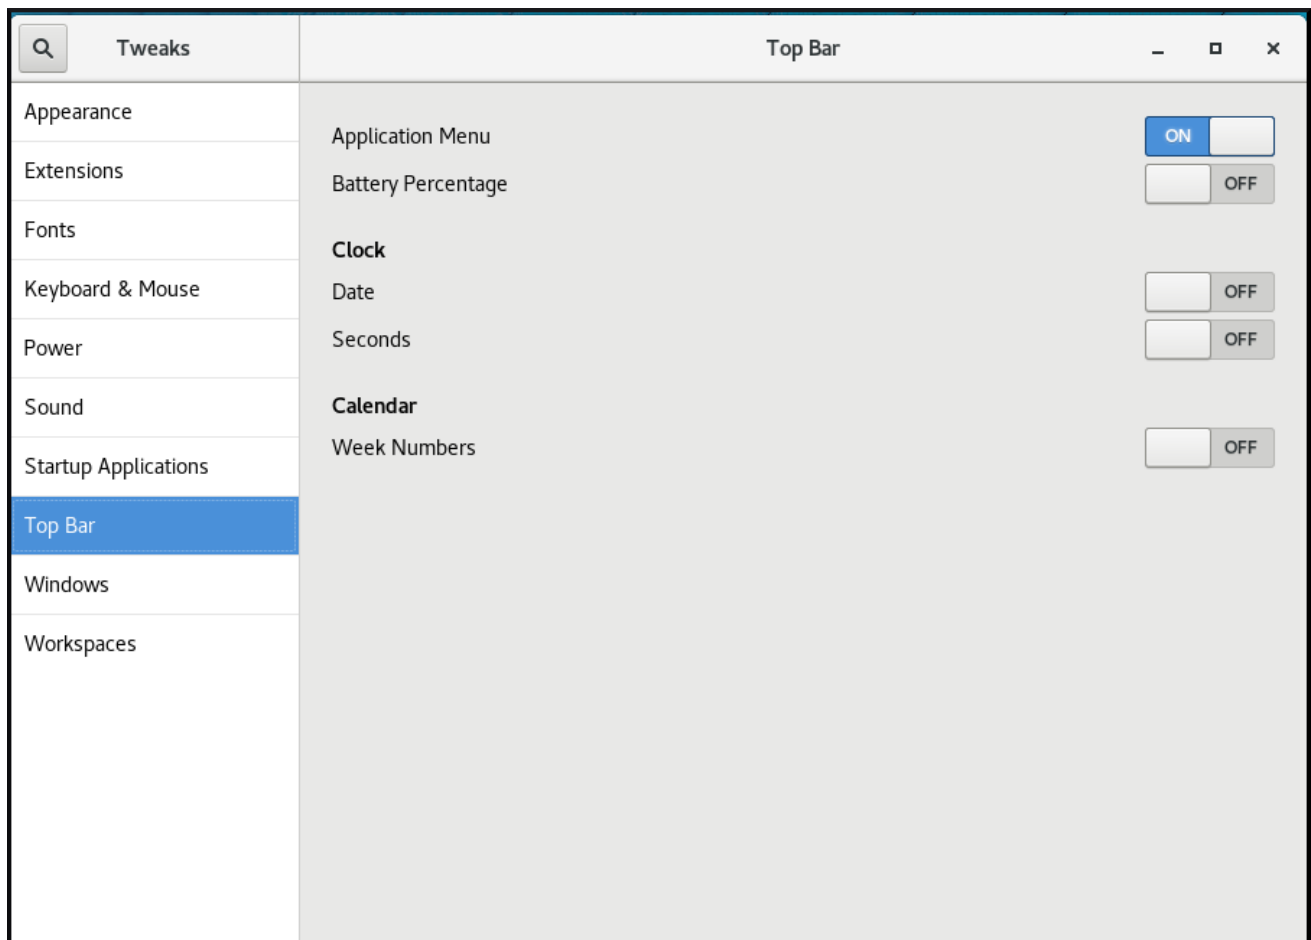 Tweaks
Top Bar
Appearance
Extensions
Fonts
Keyboard & Mouse
Power
Sound
Startup Applications
Top Bar
Windows
Workspaces
Application Menu ON
Battery Percentage OFF
Clock
Date OFF
Seconds OFF
Calendar
Week Numbers OFF